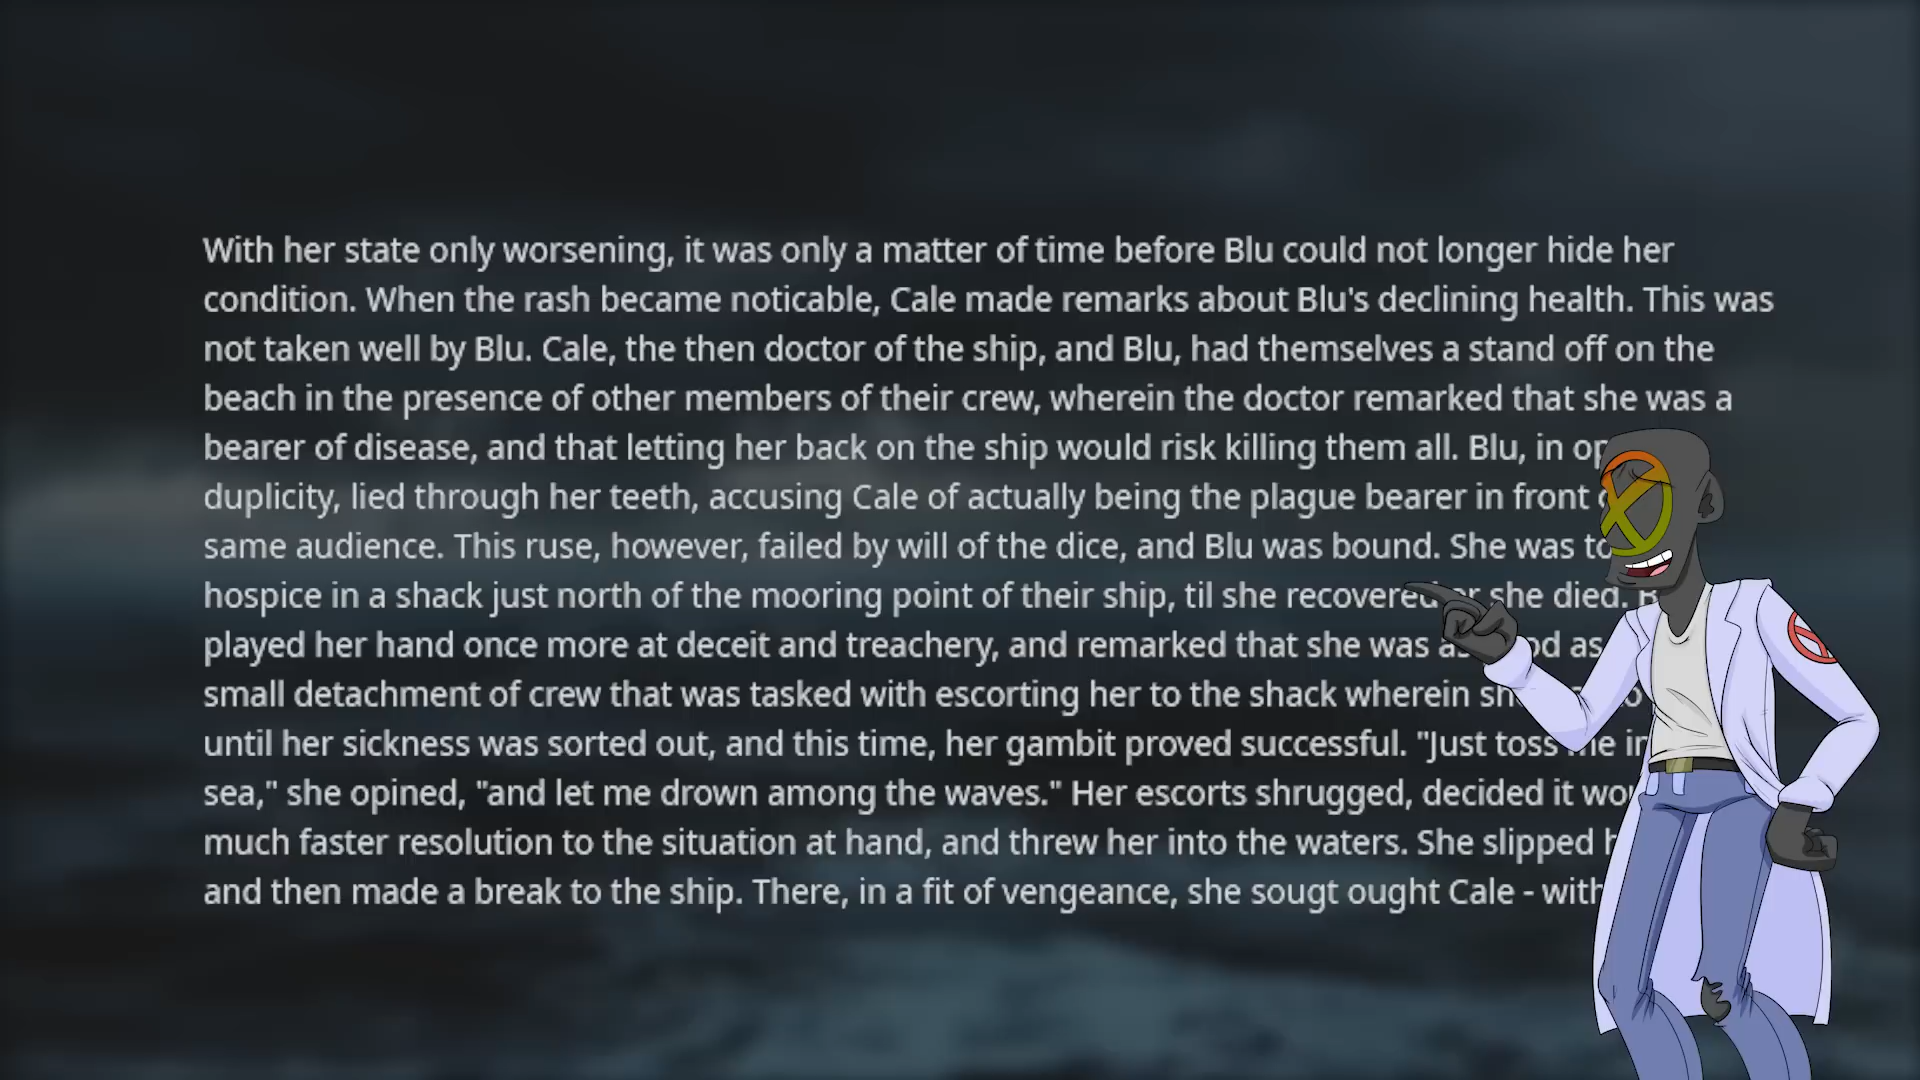 With her state only worsening, it was only a matter of time before Blu could not longer hide her
condition. When the rash became noticable, Cale made remarks about Blu's declining health. This was
not taken well by Blu. Cale, the then doctor of the ship, and Blu, had themselves a stand off on the
beach in the presence of other members of their crew, wherein the doctor remarked that she was a
bearer of disease, and that letting her back on the ship would risk killing them all. Blu, in
duplicity, lied through her teeth, accusing Cale of actually being the plague bearer in front
same audience. This ruse, however, failed by will of the dice, and Blu was bound. She was
hospice in a shack just north of the mooring point of their ship, til she recovered or she died.
played her hand once more at deceit and treachery, and remarked that she was as
small detachment of crew that was tasked with escorting her to the shack wherein
until her sickness was sorted out, and this time, her gambit proved successful. "Just toss me
sea," she opined, "and let me drown among the waves." Her escorts shrugged, decided it
much faster resolution to the situation at hand, and threw her into the waters. She slipped
and then made a break to the ship. There, in a fit of vengeance, she sougt ought Cale - with